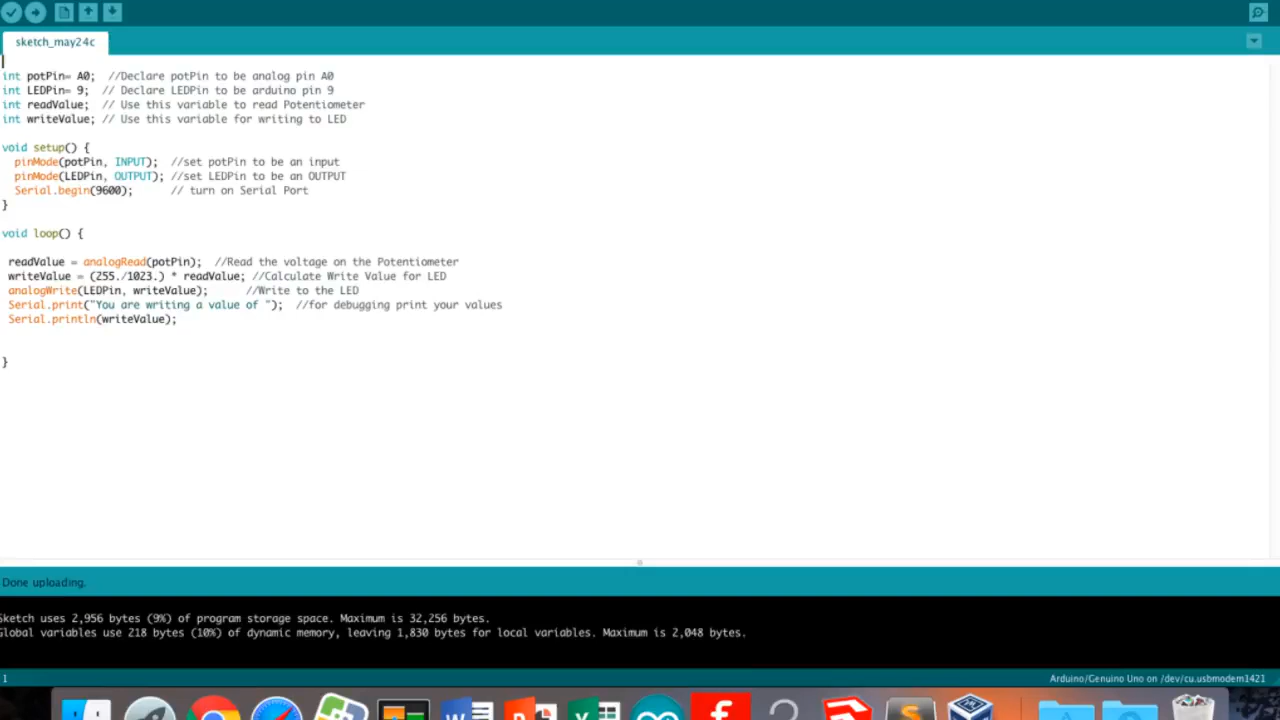 sketch_may24c
int potPin= A0;  //Declare potPin to be analog pin A0
int LEDPin= 9;  // Declare LEDPin to be arduino pin 9
int readValue;  // Use this variable to read Potentiometer
int writeValue; // Use this variable for writing to LED
void setup() {
  pinMode(potPin, INPUT);  //set potPin to be an input
  pinMode(LEDPin, OUTPUT); //set LEDPin to be an OUTPUT
  Serial.begin(9600);      // turn on Serial Port
}
void loop() {
 readValue = analogRead(potPin);  //Read the voltage on the Potentiometer
 writeValue = (255./1023.) * readValue; //Calculate Write Value for LED
 analogWrite(LEDPin, writeValue);      //Write to the LED
 Serial.print("You are writing a value of ");  //for debugging print your values
 Serial.println(writeValue);
}
Done uploading.
Sketch uses 2,956 bytes (9%) of program storage space. Maximum is 32,256 bytes.
Global variables use 218 bytes (10%) of dynamic memory, leaving 1,830 bytes for local variables. Maximum is 2,048 bytes.
1 Arduino/Genuino Uno on /dev/cu.usbmodem1421